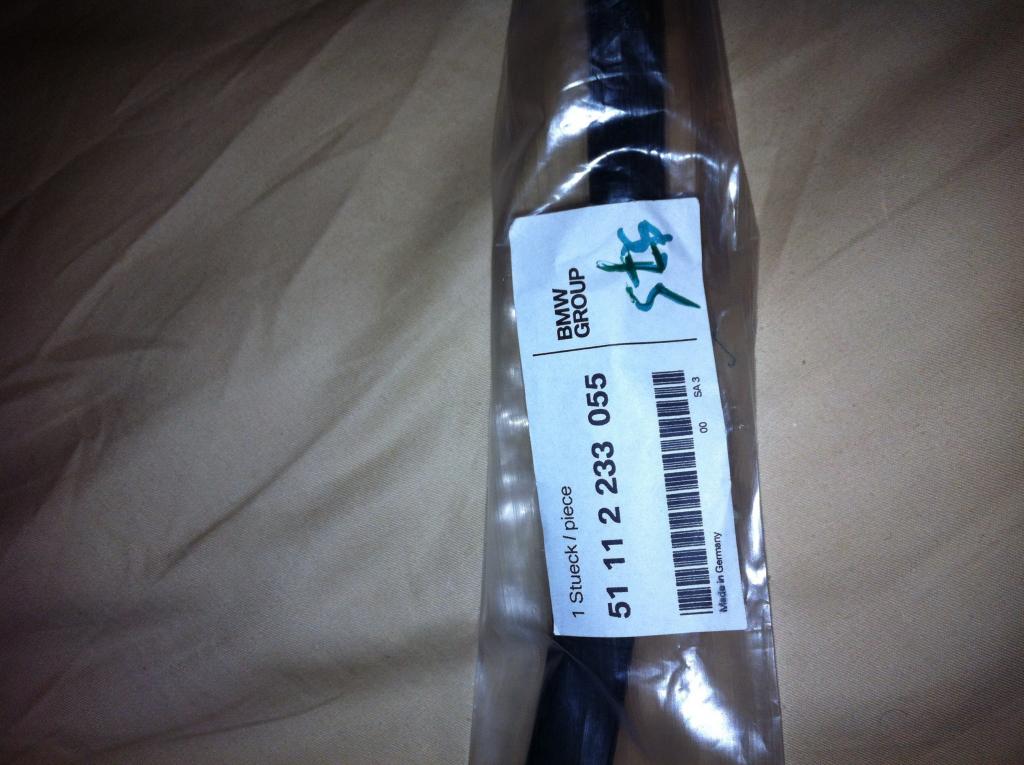 BMW
GROUP
1 Stueck / piece
51 11 2 233 055
00 SA 3
Made in Germany